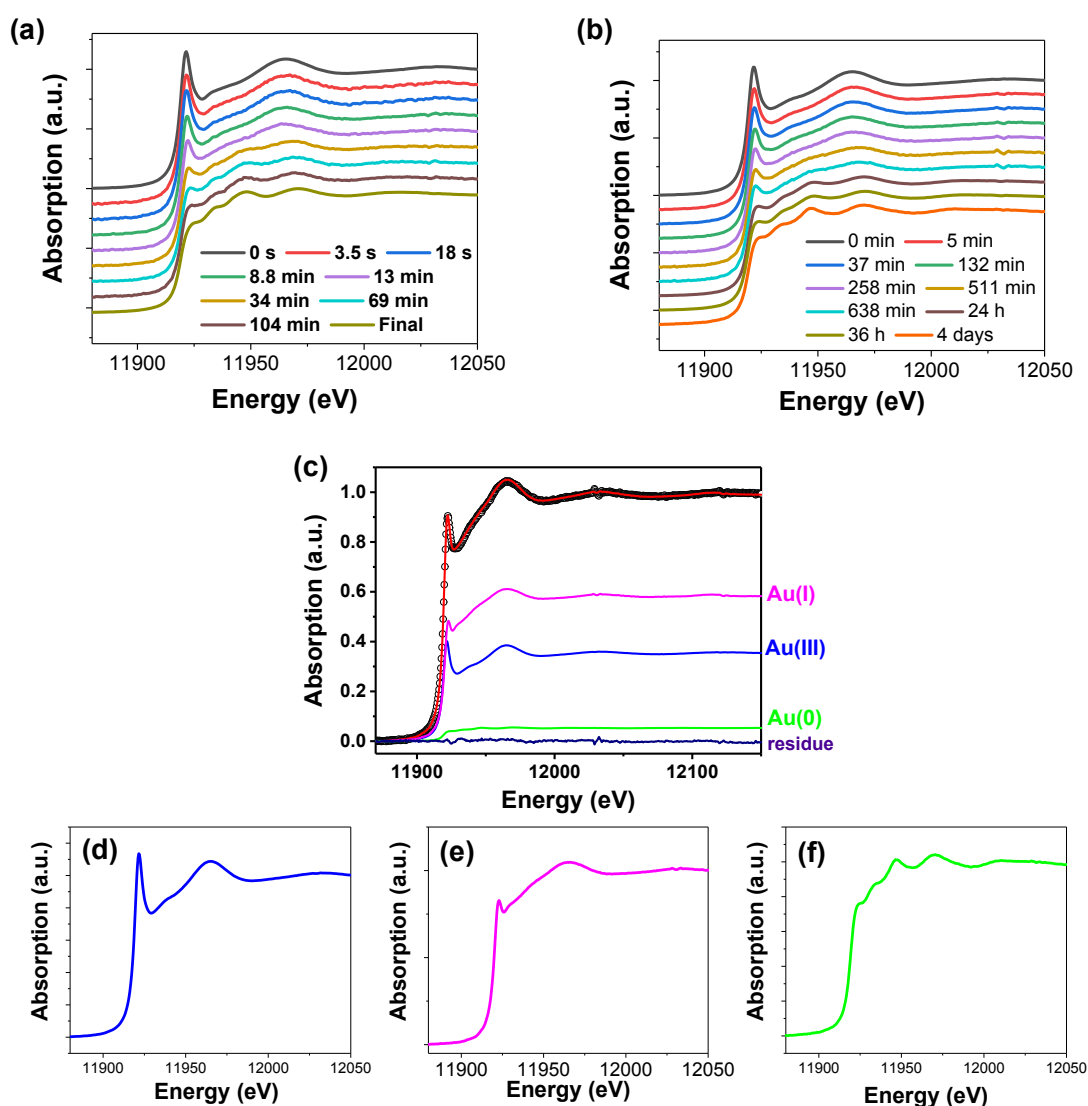 (a)
Absorption (a.u.)
0 s 3.5 s 18 s
8.8 min 13 min
34 min 69 min
104 min Final
11900 11950 12000 12050
Energy (eV)
(b)
Absorption (a.u.)
0 min 5 min
37 min 132 min
258 min 511 min
638 min 24 h
36 h 4 days
11900 11950 12000 12050
Energy (eV)
(c)
Absorption (a.u.)
1.0
0.8
0.6
0.4
0.2
0.0
Au(I)
Au(III)
Au(0)
residue
11900 12000 12100
Energy (eV)
(d)
Absorption (a.u.)
11900 11950 12000 12050
Energy (eV)
(e)
Absorption (a.u.)
11900 11950 12000 12050
Energy (eV)
(f)
Absorption (a.u.)
11900 11950 12000 12050
Energy (eV)